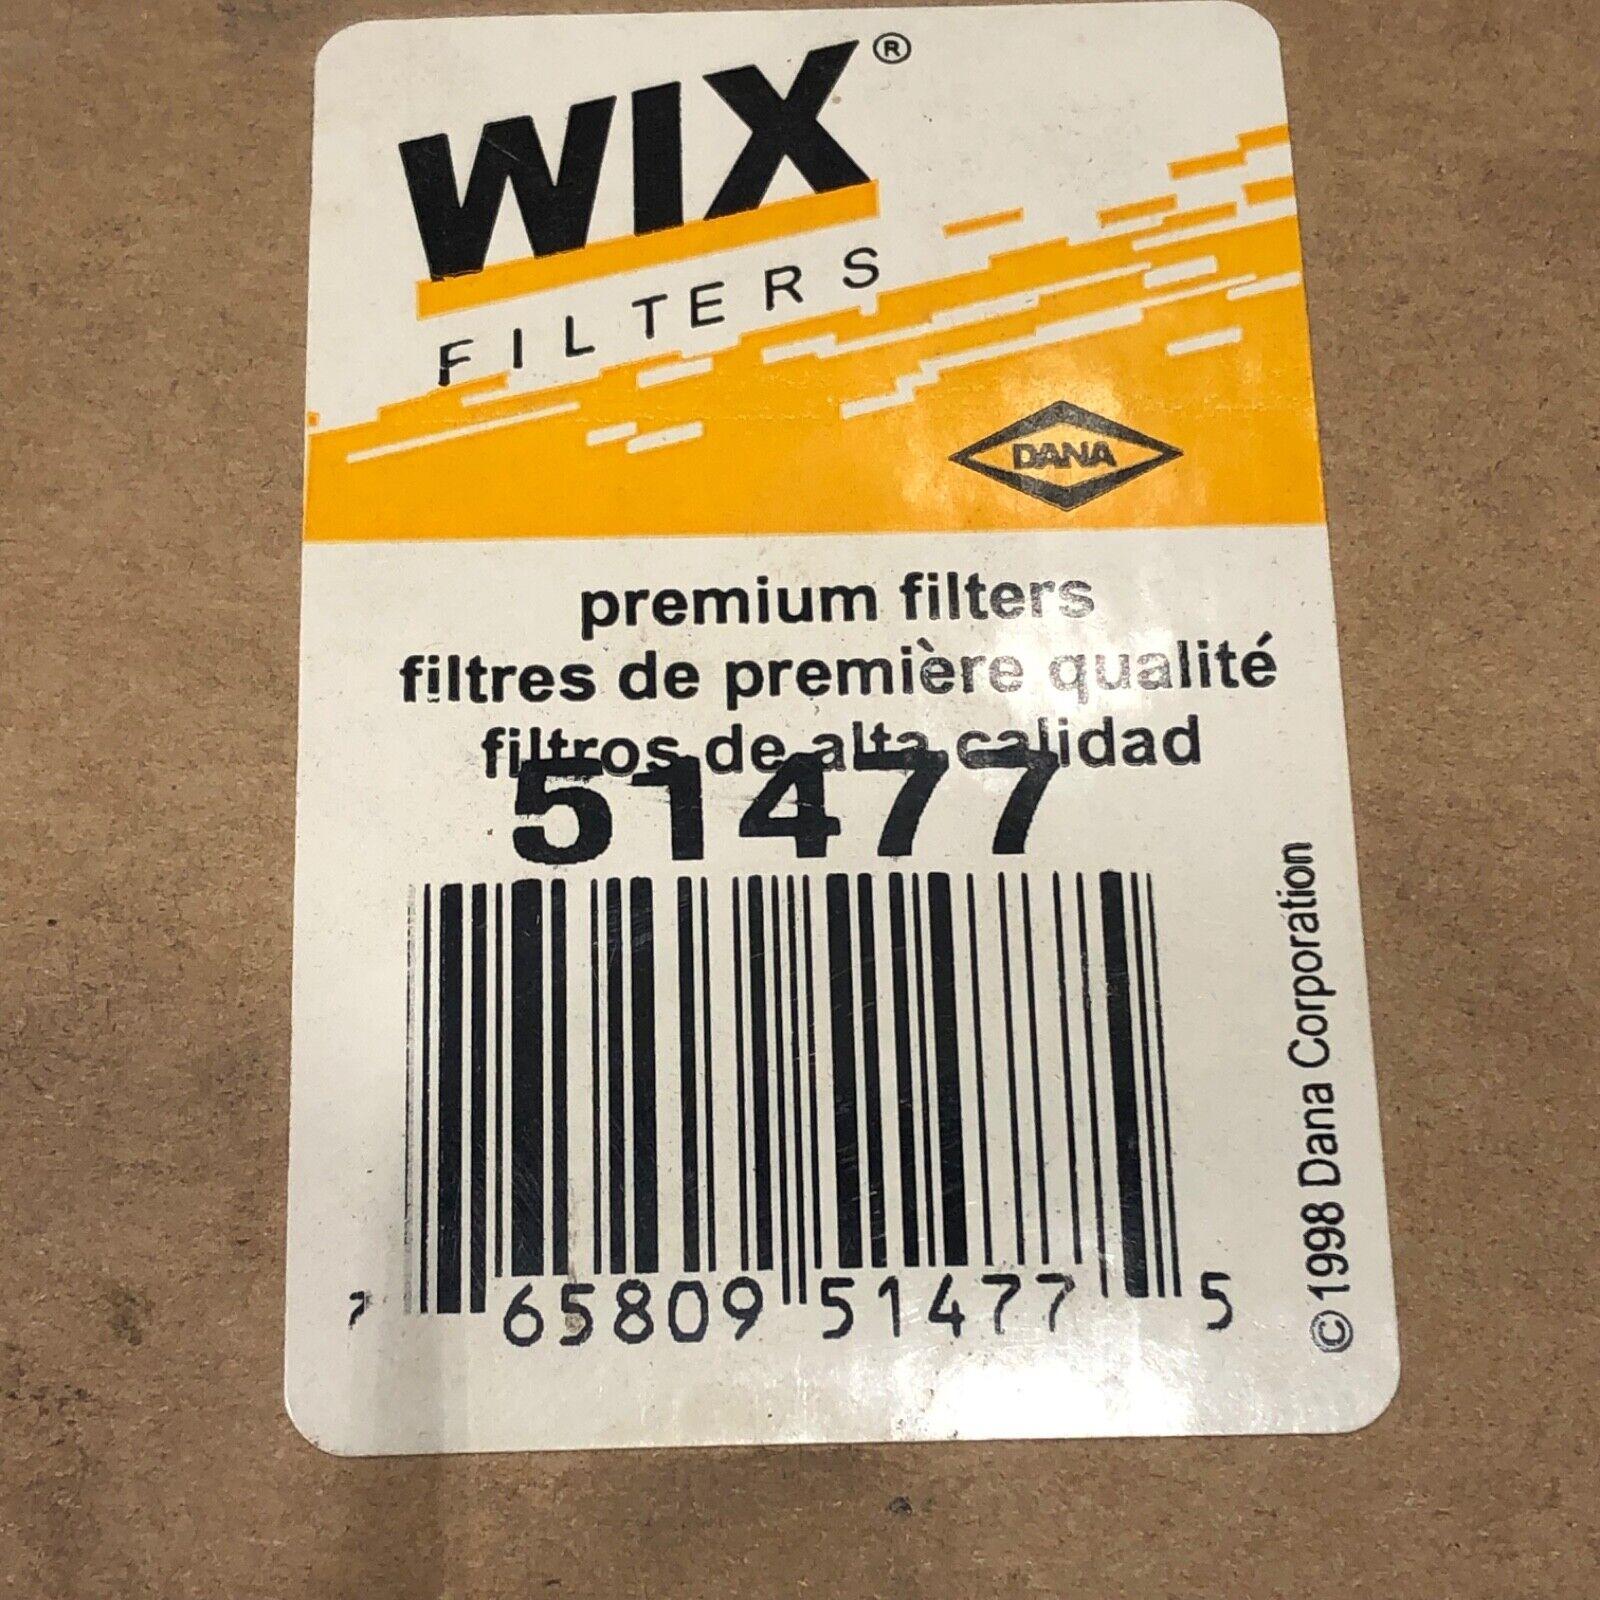 WIX®
FILTERS
DANA
premium filters
filtres de première qualité
filtros de alta calidad
51477
7 65809 51477 5
© 1998 Dana Corporation